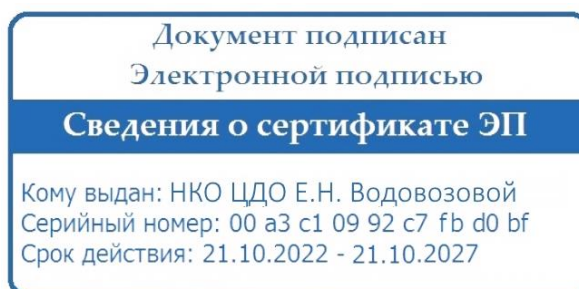 Документ подписан
Электронной подписью
Сведения о сертификате ЭП
Кому выдан: НКО ЦДО Е.Н. Водовозовой
Серийный номер: 00 a3 c1 09 92 c7 fb d0 bf
Срок действия: 21.10.2022 - 21.10.2027